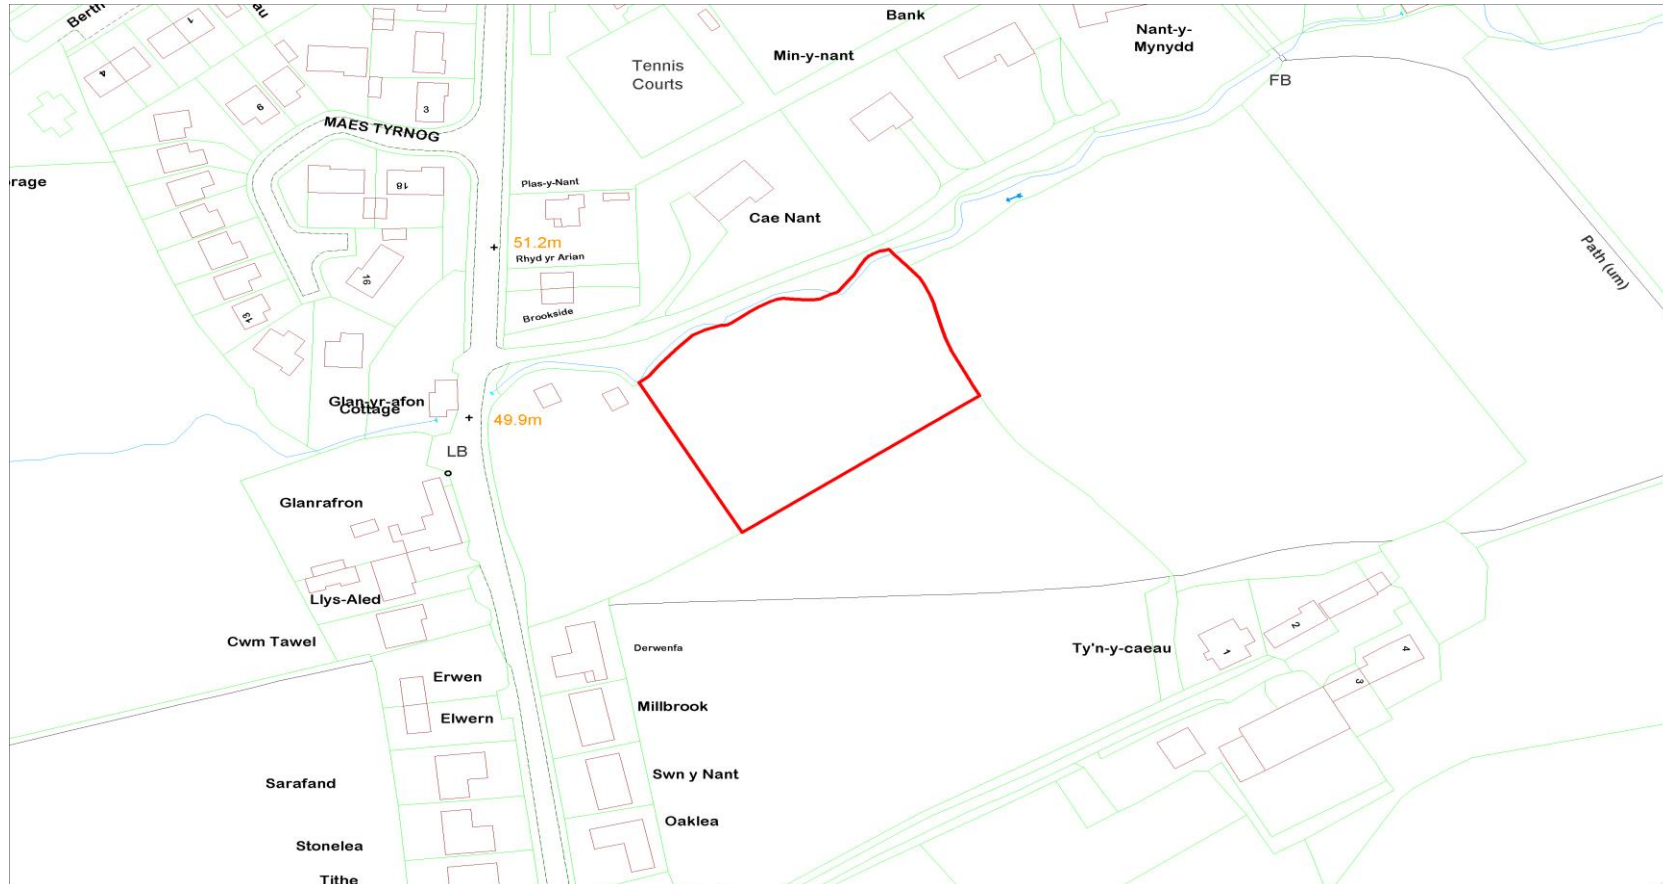 Bank
Nant-y-
Mynydd
Min-y-nant
Tennis
Courts
FB
1
4
6
3
MAES TYRNOG
18
Plas-y-Nant
Cae Nant
51.2m
Rhyd yr Arian
Path (um)
16
13
Brookside
Glan-yr-afon
Cottage
49.9m
LB
Glanrafron
Llys-Aled
Cwm Tawel
Derwenfa
Ty'n-y-caeau
1
2
4
3
Erwen
Millbrook
Elwern
Swn y Nant
Sarafand
Oaklea
Stonelea
Tithe